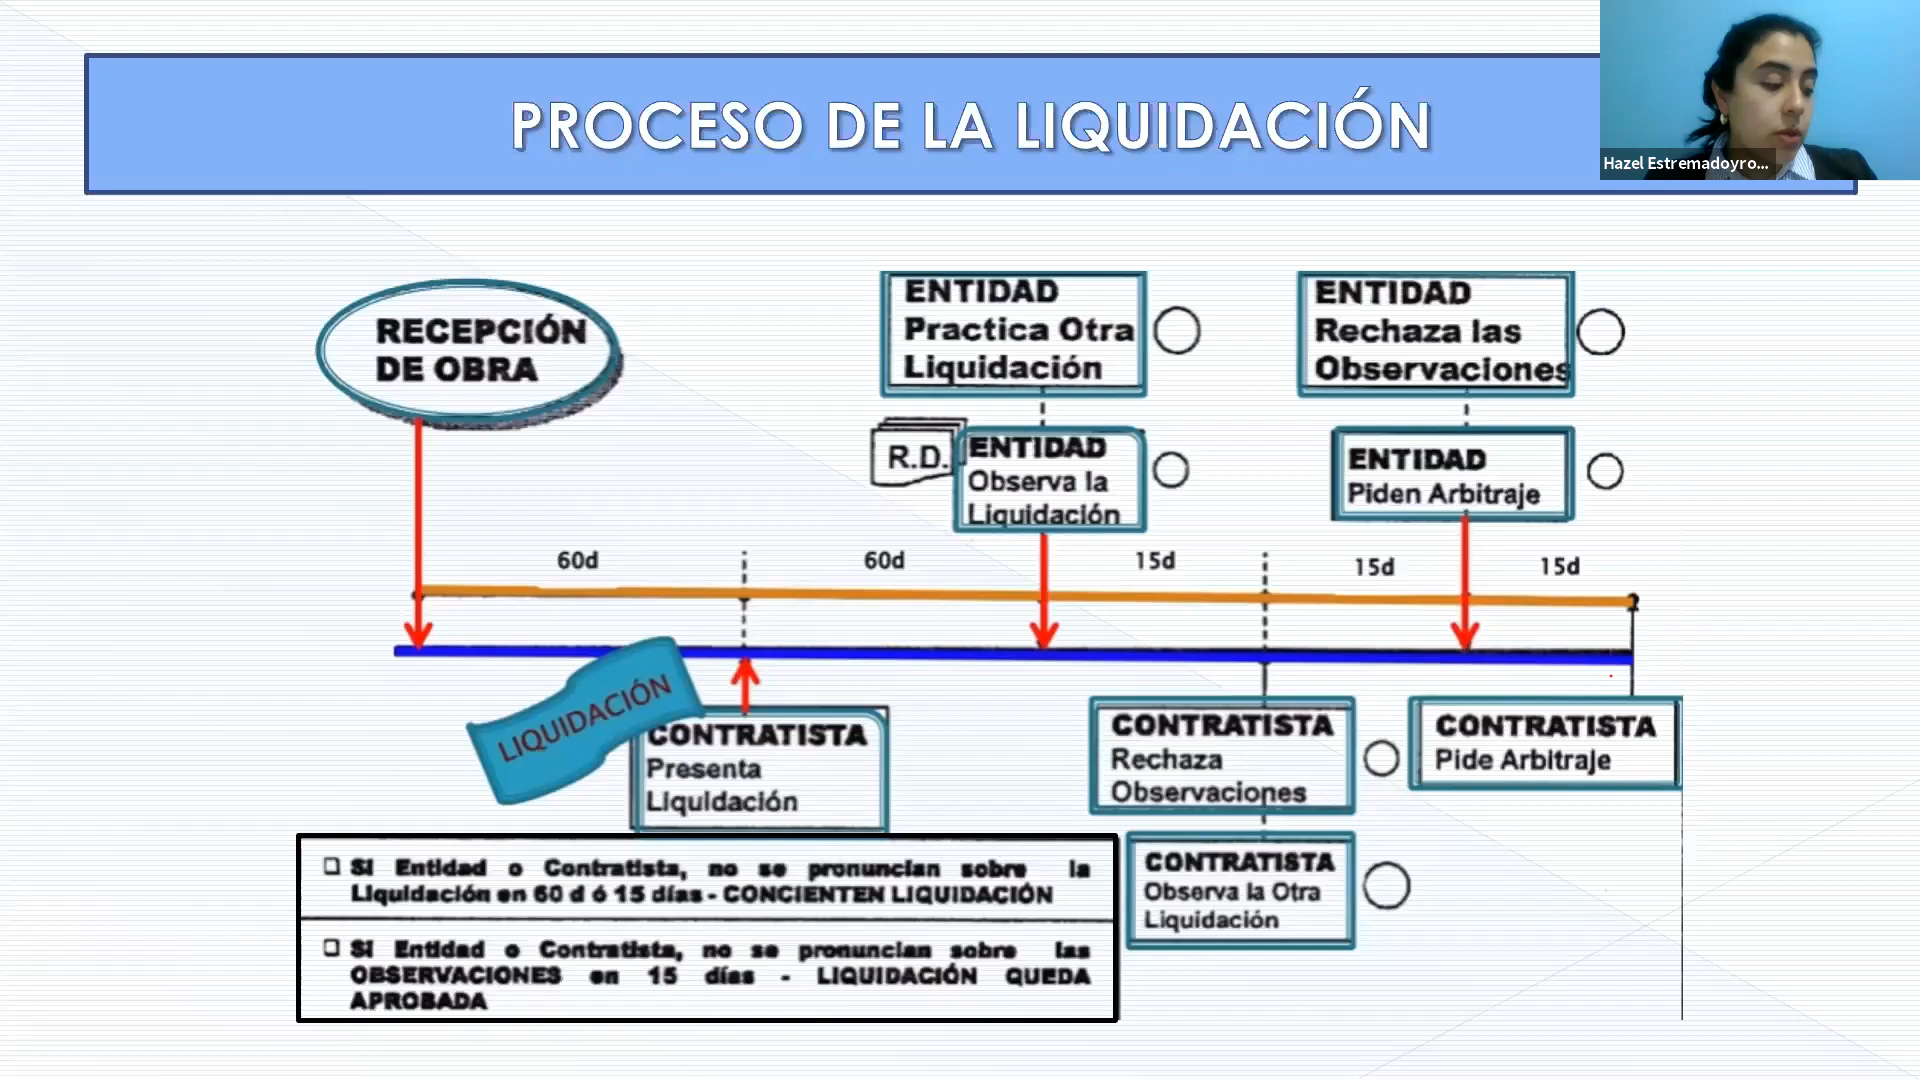 PROCESO DE LA LIQUIDACIÓN
Hazel Estremadoyro...
RECEPCIÓN
DE OBRA
ENTIDAD
Practica Otra
Liquidación
ENTIDAD
Rechaza las
Observaciones
R.D.
ENTIDAD
Observa la
Liquidación
ENTIDAD
Piden Arbitraje
60d
60d
15d
15d
15d
LIQUIDACIÓN
CONTRATISTA
Presenta
Liquidación
CONTRATISTA
Rechaza
Observaciones
CONTRATISTA
Pide Arbitraje
CONTRATISTA
Observa la Otra
Liquidación
Si Entidad o Contratista, no se pronuncian sobre la
Liquidación en 60 d ó 15 días - CONCIENTEN LIQUIDACIÓN
Si Entidad o Contratista, no se pronuncian sobre las
OBSERVACIONES en 15 días - LIQUIDACIÓN QUEDA
APROBADA